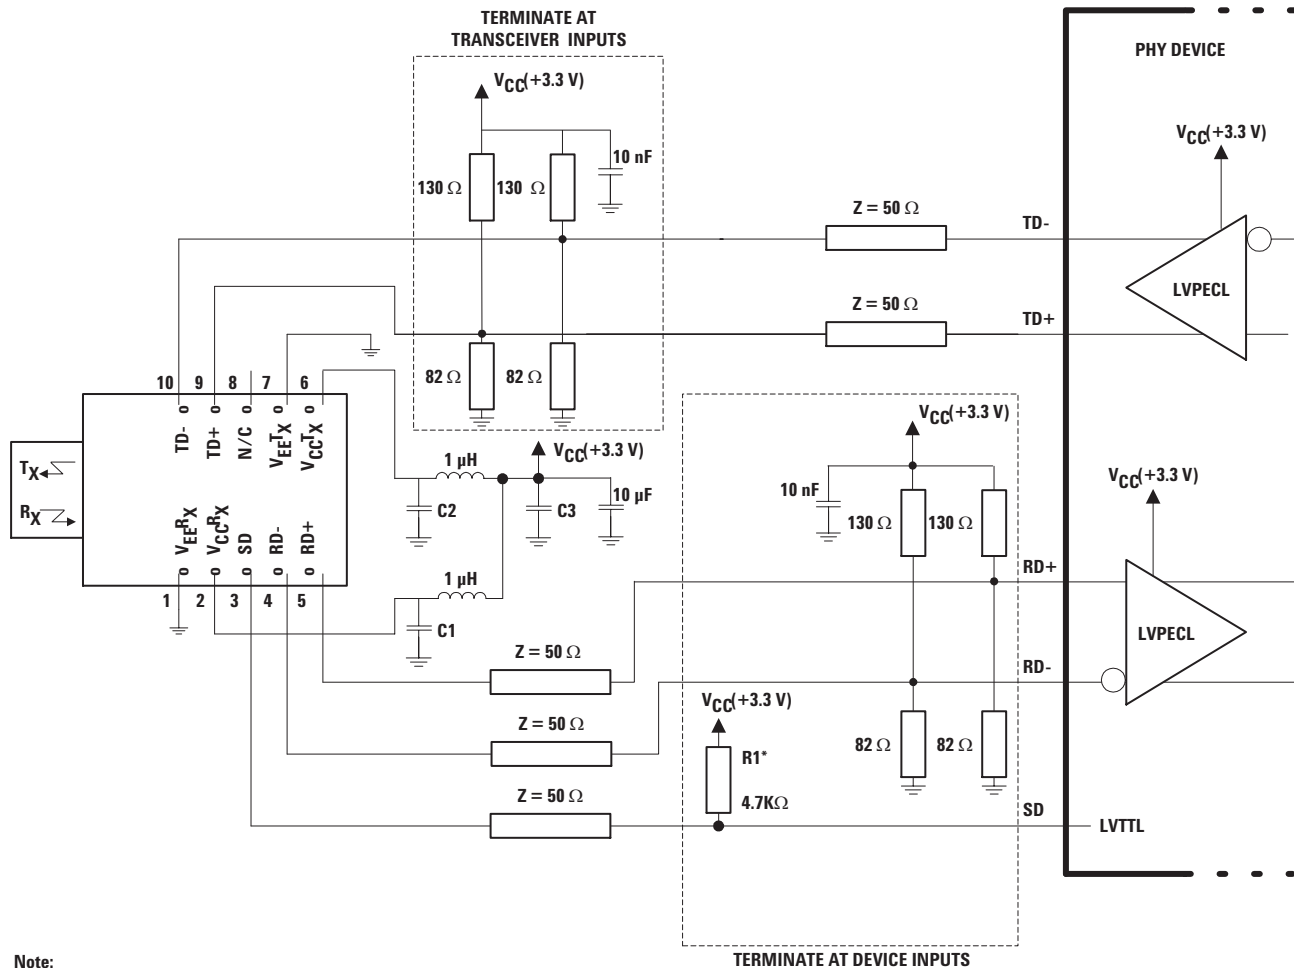 TERMINATE AT
TRANSCEIVER INPUTS
PHY DEVICE
VCC(+3.3 V)
VCC(+3.3 V)
10 nF
130 Ω
130 Ω
Z = 50 Ω
TD-
LVPECL
Z = 50 Ω
TD+
82 Ω
82 Ω
10
9
8
7
6
TD-
TD+
N/C
VEETX
VCCTX
TX
RX
VEERX
VCCRX
SD
RD-
RD+
1
2
3
4
5
1 µH
VCC(+3.3 V)
C2
C3
10 µF
1 µH
C1
VCC(+3.3 V)
10 nF
130 Ω
130 Ω
VCC(+3.3 V)
RD+
LVPECL
Z = 50 Ω
RD-
VCC(+3.3 V)
Z = 50 Ω
R1*
4.7KΩ
82 Ω
82 Ω
Z = 50 Ω
SD
LVTTL
TERMINATE AT DEVICE INPUTS
Note: